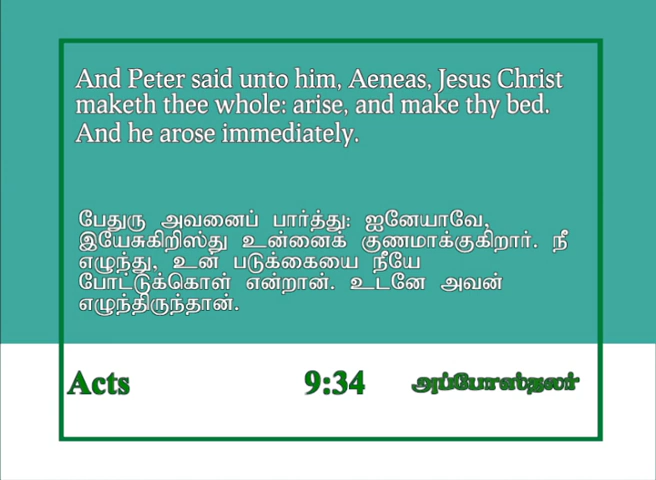 And Peter said unto him, Aeneas, Jesus Christ
maketh thee whole: arise, and make thy bed.
And he arose immediately.
பேதுரு அவனைப் பார்த்து: ஐனேயாவே,
இயேசுகிறிஸ்து உன்னைக் குணமாக்குகிறார். நீ
எழுந்து, உன் படுக்கையை நீயே
போட்டுக்கொள் என்றான். உடனே அவன்
எழுந்திருந்தான்.
Acts 9:34 அப்போஸ்தலர்